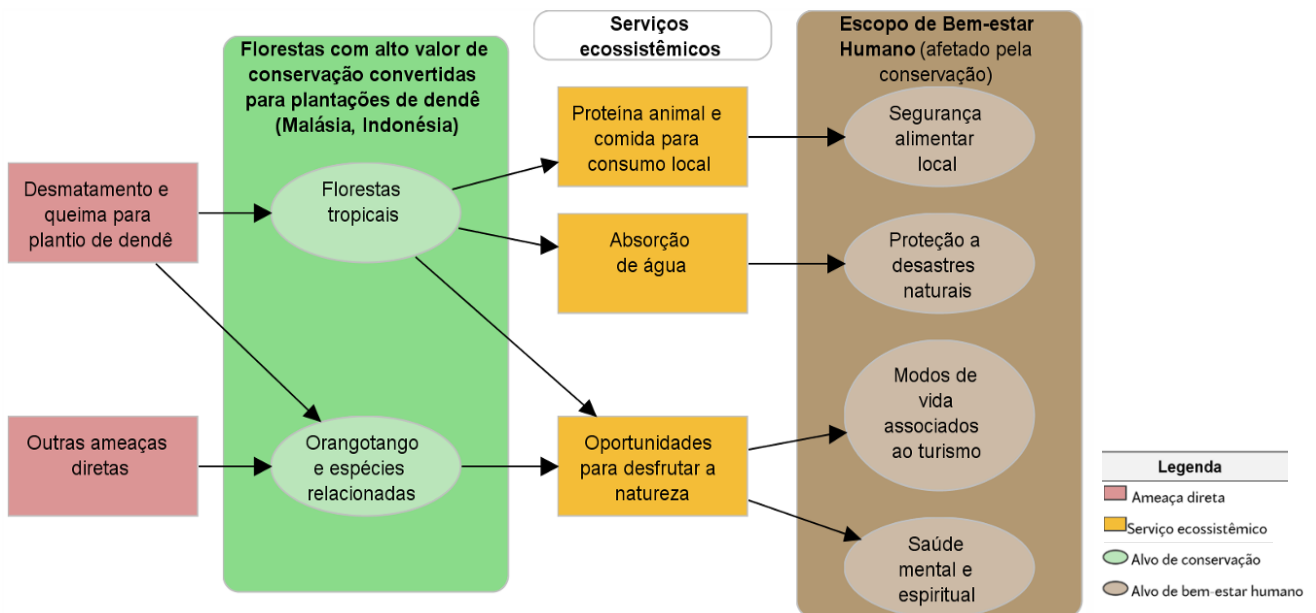 Florestas com alto valor de
conservação convertidas
para plantações de dendê
(Malásia, Indonésia)
Serviços
ecossistêmicos
Escopo de Bem-estar
Humano (afetado pela
conservação)
Desmatamento e
queima para
plantio de dendê
Florestas
tropicais
Proteína animal e
comida para
consumo local
Segurança
alimentar
local
Absorção
de água
Proteção a
desastres
naturais
Outras ameaças
diretas
Orangotango
e espécies
relacionadas
Oportunidades
para desfrutar a
natureza
Modos de
vida
associados
ao turismo
Saúde
mental e
espiritual
Legenda
Ameaça direta
Serviço ecossistêmico
Alvo de conservação
Alvo de bem-estar humano